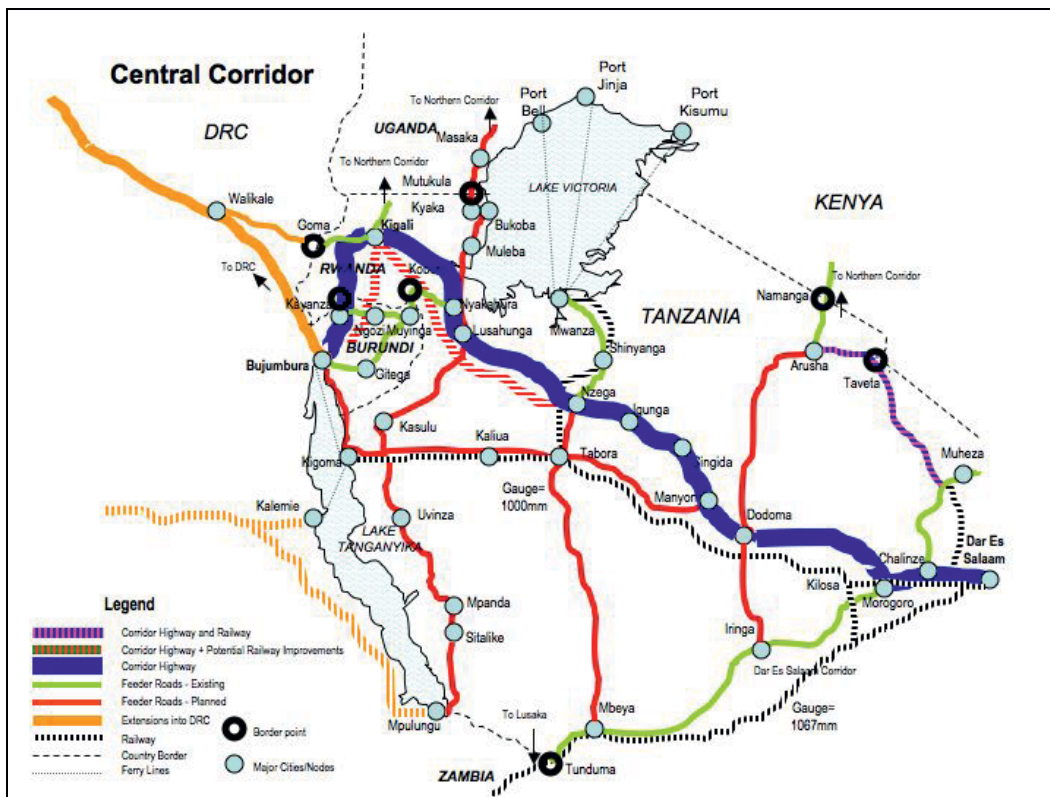 Central Corridor
DRC
UGANDA
To Northern Corridor
Masaka
Port
Bell
Port
Jinja
Port
Kisumu
To Northern Corridor
Mutukula
LAKE VICTORIA
Walikale
Goma
Kigali
Kyaka
Bukoba
Muleba
KENYA
To DRC
RWANDA
Kobe
To Northern Corridor
Namanga
Kayanza
Ngozi
Muyinga
Nyakahura
Lusahunga
Mwanza
TANZANIA
BURUNDI
Bujumbura
Gitega
Shinyanga
Arusha
Taveta
Nzega
Igunga
Kasulu
Kaliua
Tabora
Singida
Muheza
Kigoma
Gauge=
1000mm
Manyon
Dodoma
Kalemie
LAKE
TANGANYIKA
Uvinza
Dar Es
Salaam
Chalinze
Kilosa
Morogoro
Mpanda
Sitalike
Iringa
Dar Es Salaam Corridor
Mpulungu
To Lusaka
Mbeya
Gauge=
1067mm
ZAMBIA
Tunduma
Legend
Corridor Highway and Railway
Corridor Highway + Potential Railway Improvements
Corridor Highway
Feeder Roads - Existing
Feeder Roads - Planned
Extensions into DRC
Railway
Country Border
Ferry Lines
Border point
Major Cities/Nodes